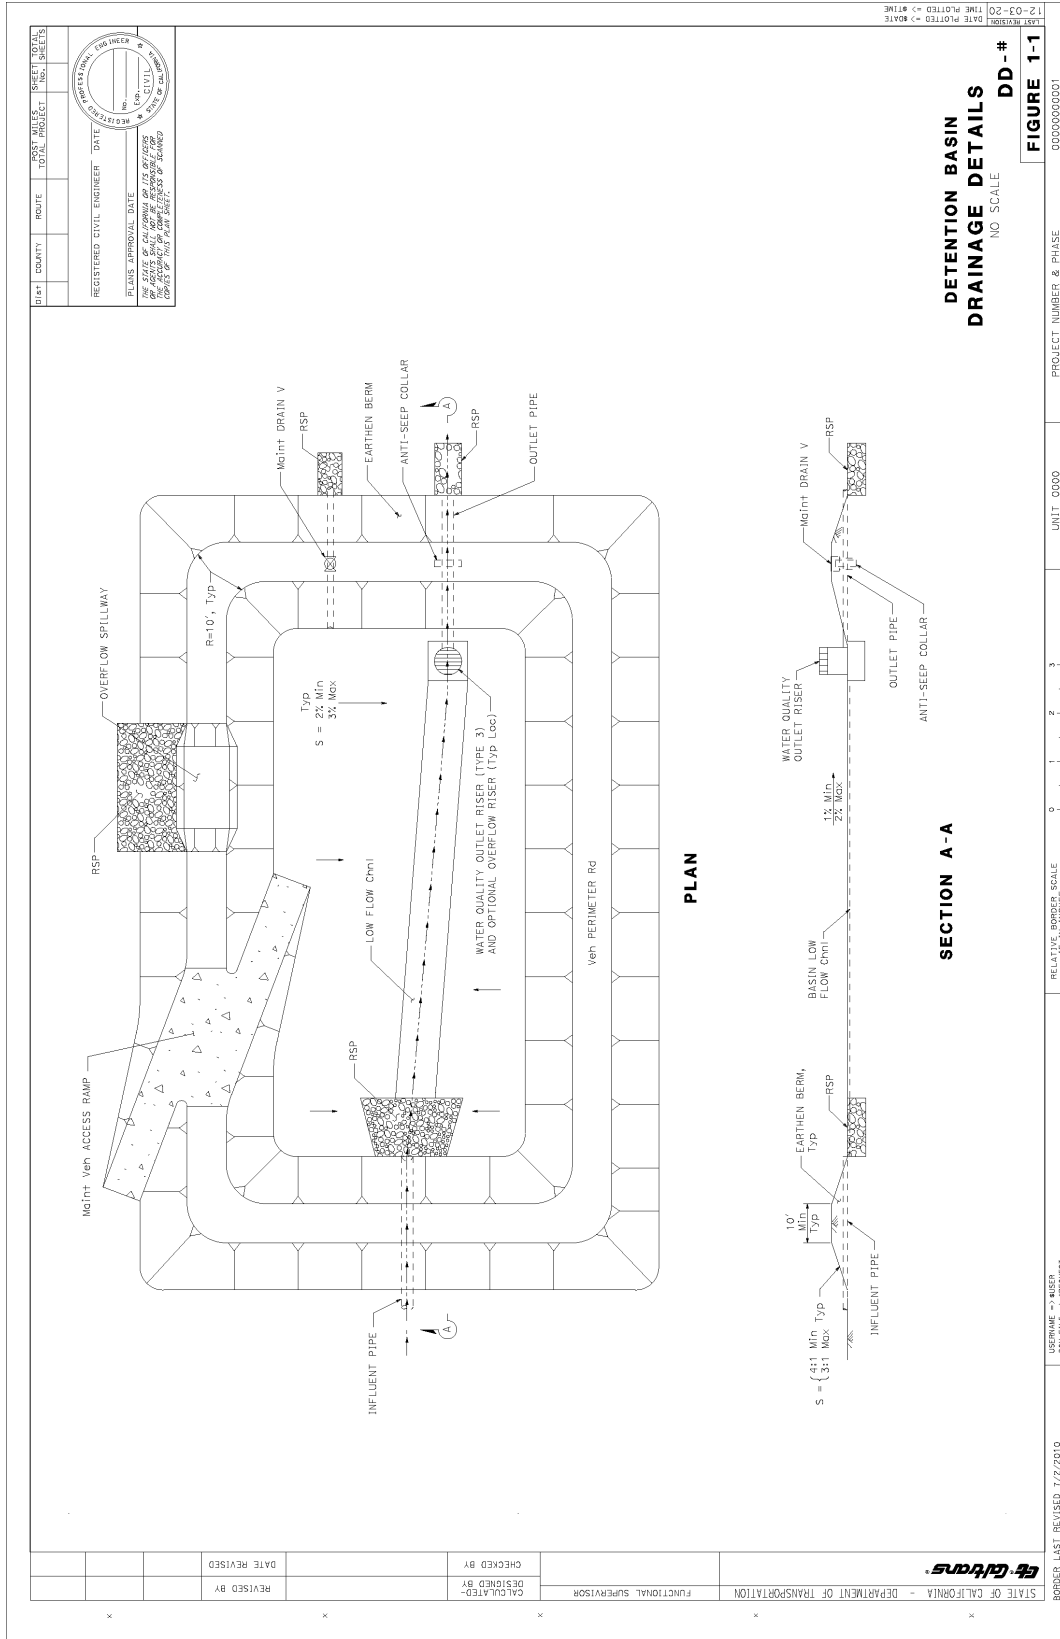 Dist
COUNTY
ROUTE
POST MILES
TOTAL PROJECT
SHEET
No.
TOTAL
SHEETS
REGISTERED CIVIL ENGINEER DATE
PLANS APPROVAL DATE
THE STATE OF CALIFORNIA OR ITS OFFICERS
OR AGENTS SHALL NOT BE RESPONSIBLE FOR
THE ACCURACY OR COMPLETENESS OF SCANNED
COPIES OF THIS PLAN SHEET.
REGISTERED PROFESSIONAL ENGINEER
No.
Exp.
CIVIL
STATE OF CALIFORNIA
Maint Veh ACCESS RAMP
RSP
OVERFLOW SPILLWAY
R=10', Typ
Maint DRAIN V
RSP
EARTHEN BERM
ANTI-SEEP COLLAR
A
RSP
OUTLET PIPE
Typ
S = 2% Min
3% Max
LOW FLOW Chnl
RSP
INFLUENT PIPE
A
WATER QUALITY OUTLET RISER (TYPE 3)
AND OPTIONAL OVERFLOW RISER (Typ Loc)
Veh PERIMETER Rd
PLAN
S = { 4:1 Min Typ
3:1 Max
10'
Min
Typ
EARTHEN BERM,
Typ
RSP
INFLUENT PIPE
BASIN LOW
FLOW Chnl
1% Min
2% Max
WATER QUALITY
OUTLET RISER
Maint DRAIN V
RSP
OUTLET PIPE
ANTI-SEEP COLLAR
SECTION A-A
DETENTION BASIN
DRAINAGE DETAILS
NO SCALE
DD-#
FIGURE 1-1
STATE OF CALIFORNIA - DEPARTMENT OF TRANSPORTATION
Caltrans
FUNCTIONAL SUPERVISOR
CALCULATED-
DESIGNED BY
CHECKED BY
REVISED BY
DATE REVISED
x
x
x
x
x
LAST REVISION
12-03-20
DATE PLOTTED => $DATE
TIME PLOTTED => $TIME
BORDER LAST REVISED 7/2/2010
USERNAME => $USER
RELATIVE BORDER SCALE
0 1 2 3
UNIT 0000
PROJECT NUMBER & PHASE
00000000001